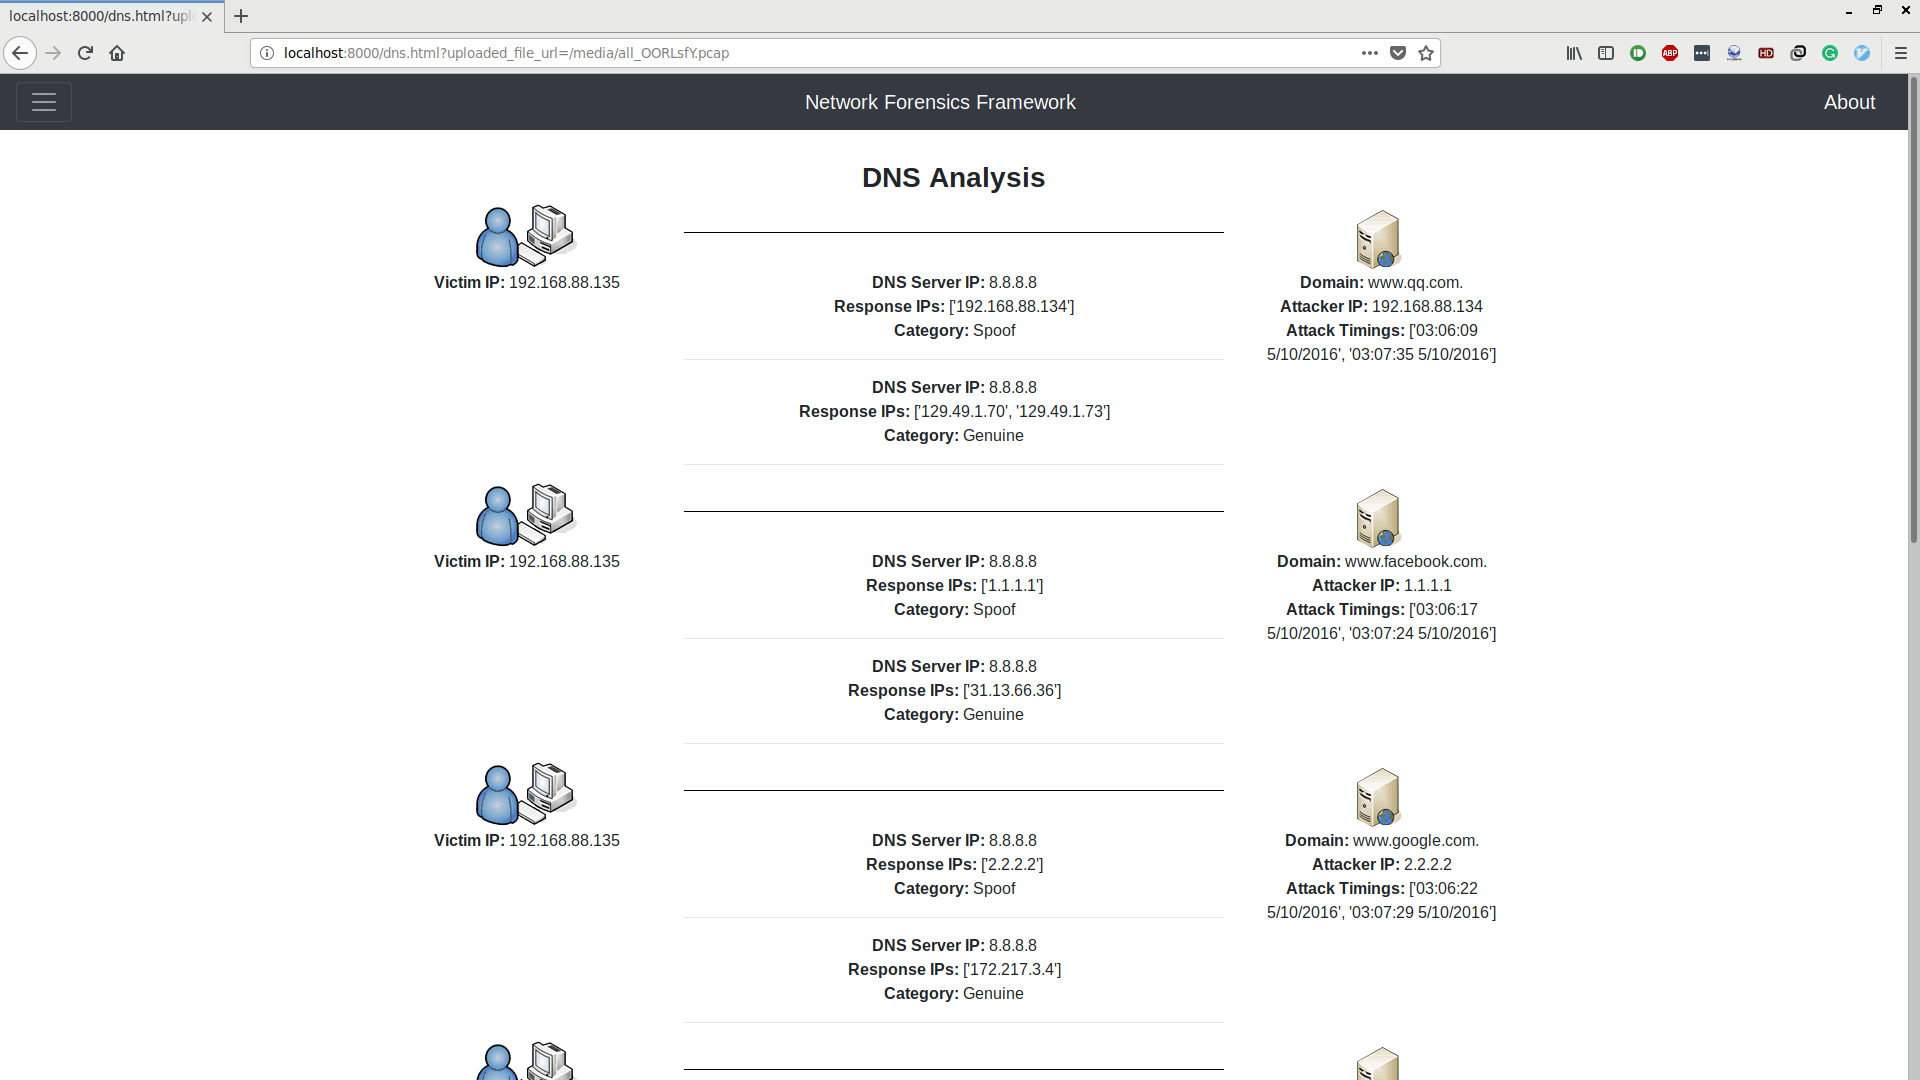 localhost:8000/dns.html?upl
localhost:8000/dns.html?uploaded_file_url=/media/all_OORLsfY.pcap
ABP
HD
Network Forensics Framework
About
DNS Analysis
Victim IP: 192.168.88.135
DNS Server IP: 8.8.8.8
Response IPs: ['192.168.88.134']
Category: Spoof
Domain: www.qq.com.
Attacker IP: 192.168.88.134
Attack Timings: ['03:06:09
5/10/2016', '03:07:35 5/10/2016']
DNS Server IP: 8.8.8.8
Response IPs: ['129.49.1.70', '129.49.1.73']
Category: Genuine
Victim IP: 192.168.88.135
DNS Server IP: 8.8.8.8
Response IPs: ['1.1.1.1']
Category: Spoof
Domain: www.facebook.com.
Attacker IP: 1.1.1.1
Attack Timings: ['03:06:17
5/10/2016', '03:07:24 5/10/2016']
DNS Server IP: 8.8.8.8
Response IPs: ['31.13.66.36']
Category: Genuine
Victim IP: 192.168.88.135
DNS Server IP: 8.8.8.8
Response IPs: ['2.2.2.2']
Category: Spoof
Domain: www.google.com.
Attacker IP: 2.2.2.2
Attack Timings: ['03:06:22
5/10/2016', '03:07:29 5/10/2016']
DNS Server IP: 8.8.8.8
Response IPs: ['172.217.3.4']
Category: Genuine